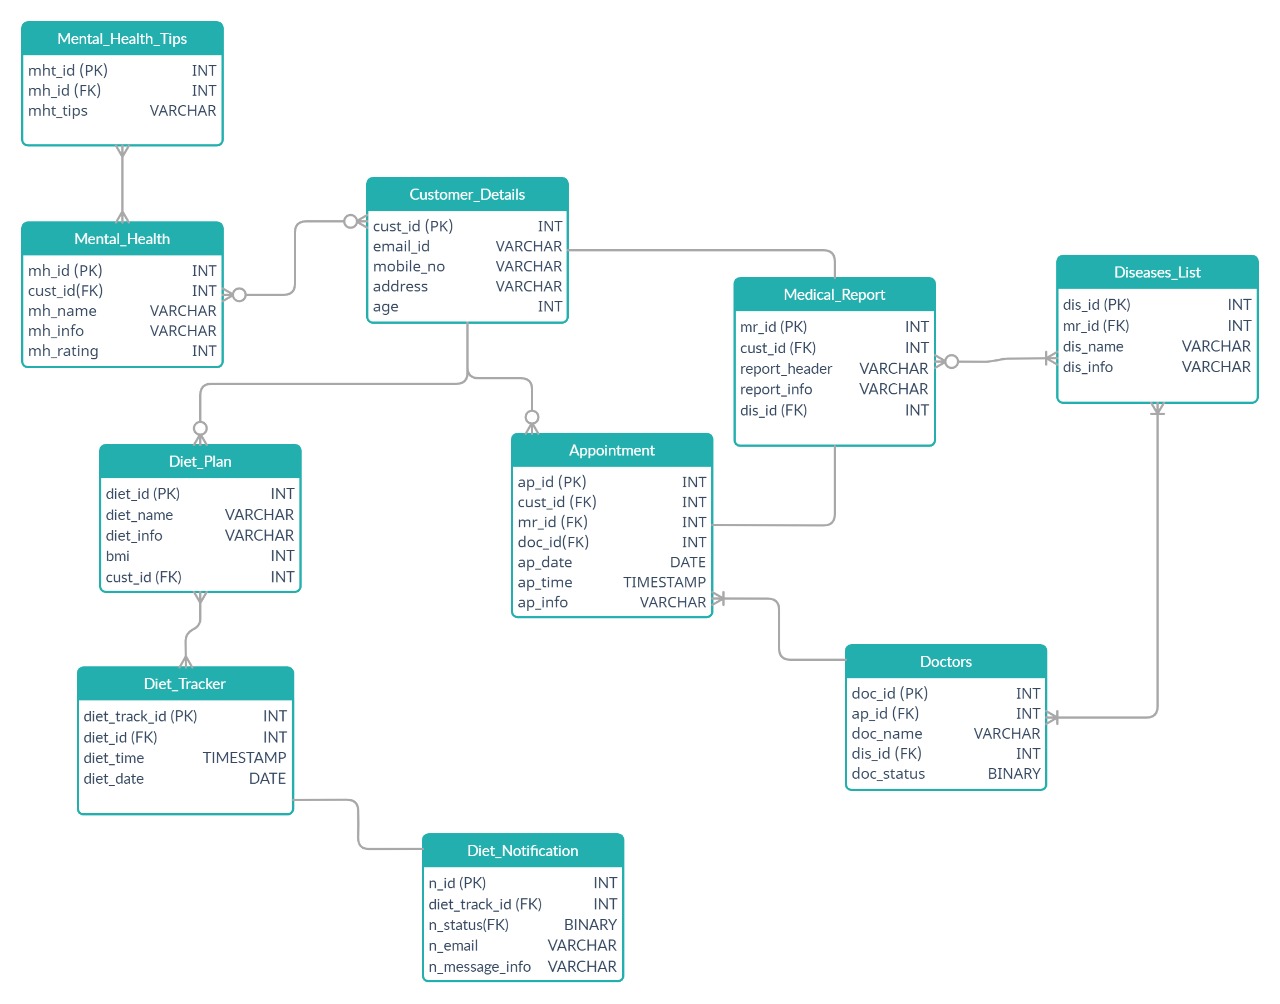 Mental_Health_Tips
mht_id (PK) INT
mh_id (FK) INT
mht_tips VARCHAR
Mental_Health
mh_id (PK) INT
cust_id(FK) INT
mh_name VARCHAR
mh_info VARCHAR
mh_rating INT
Customer_Details
cust_id (PK) INT
email_id VARCHAR
mobile_no VARCHAR
address VARCHAR
age INT
Medical_Report
mr_id (PK) INT
cust_id (FK) INT
report_header VARCHAR
report_info VARCHAR
dis_id (FK) INT
Diseases_List
dis_id (PK) INT
mr_id (FK) INT
dis_name VARCHAR
dis_info VARCHAR
Diet_Plan
diet_id (PK) INT
diet_name VARCHAR
diet_info VARCHAR
bmi INT
cust_id (FK) INT
Appointment
ap_id (PK) INT
cust_id (FK) INT
mr_id (FK) INT
doc_id(FK) INT
ap_date DATE
ap_time TIMESTAMP
ap_info VARCHAR
Doctors
doc_id (PK) INT
ap_id (FK) INT
doc_name VARCHAR
dis_id (FK) INT
doc_status BINARY
Diet_Tracker
diet_track_id (PK) INT
diet_id (FK) INT
diet_time TIMESTAMP
diet_date DATE
Diet_Notification
n_id (PK) INT
diet_track_id (FK) INT
n_status(FK) BINARY
n_email VARCHAR
n_message_info VARCHAR